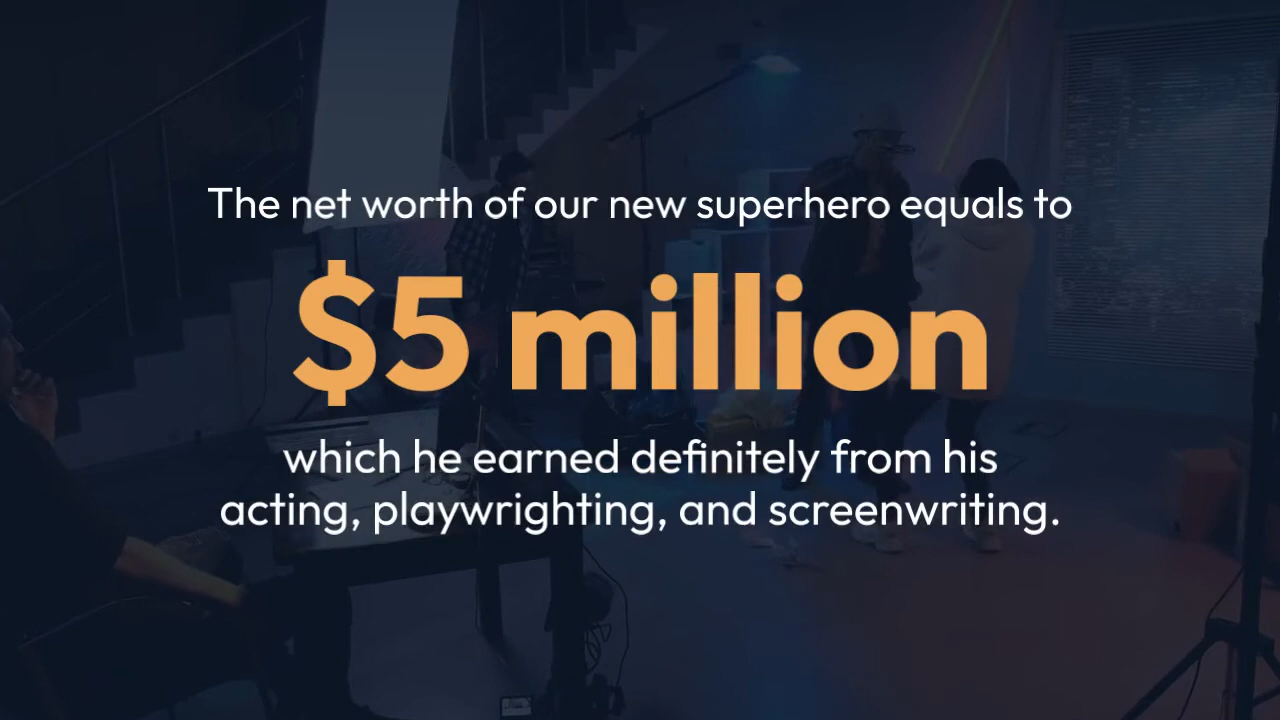 The net worth of our new superhero equals to
$5 million
which he earned definitely from his
acting, playwrighting, and screenwriting.